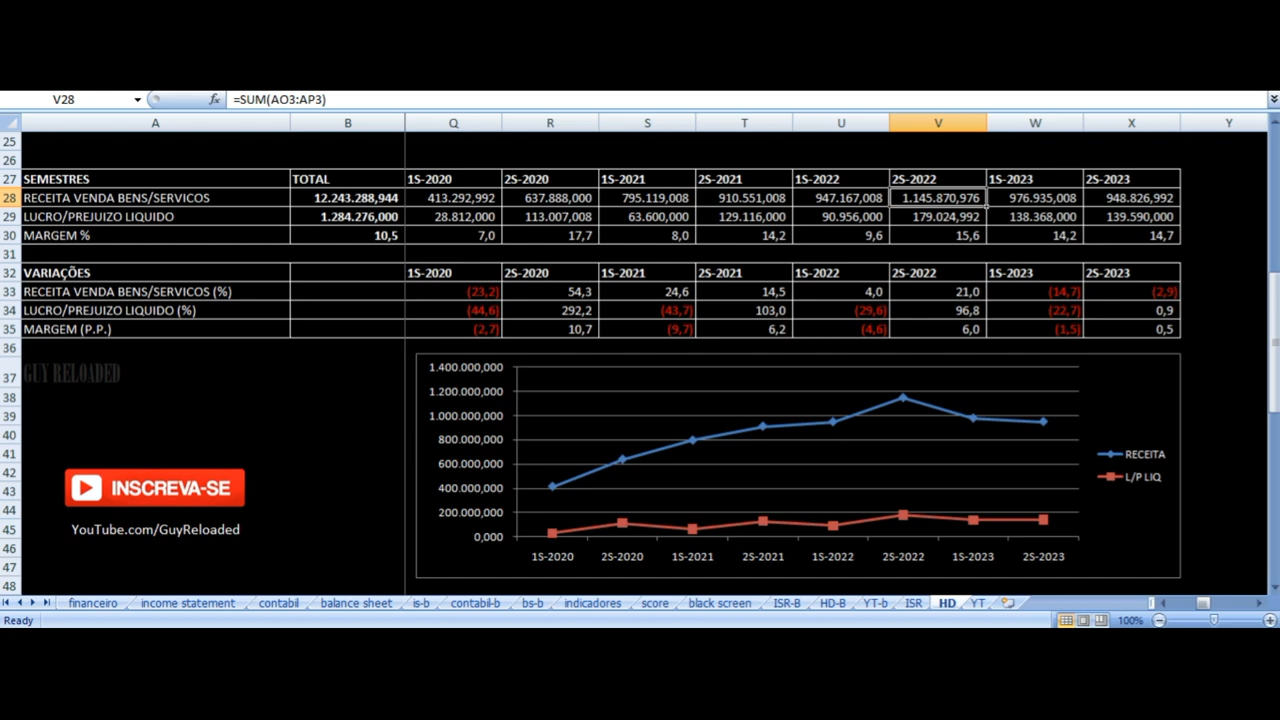 V28 fx =SUM(AO3:AP3)
A B Q R S T U V W X Y
25
26
27 SEMESTRES TOTAL 1S-2020 2S-2020 1S-2021 2S-2021 1S-2022 2S-2022 1S-2023 2S-2023
28 RECEITA VENDA BENS/SERVICOS 12.243.288,944 413.292,992 637.888,000 795.119,008 910.551,008 947.167,008 1.145.870,976 976.935,008 948.826,992
29 LUCRO/PREJUIZO LIQUIDO 1.284.276,000 28.812,000 113.007,008 63.600,000 129.116,000 90.956,000 179.024,992 138.368,000 139.590,000
30 MARGEM % 10,5 7,0 17,7 8,0 14,2 9,6 15,6 14,2 14,7
31
32 VARIAÇÕES 1S-2020 2S-2020 1S-2021 2S-2021 1S-2022 2S-2022 1S-2023 2S-2023
33 RECEITA VENDA BENS/SERVICOS (%) (23,2) 54,3 24,6 14,5 4,0 21,0 (14,7) (2,9)
34 LUCRO/PREJUIZO LIQUIDO (%) (44,6) 292,2 (43,7) 103,0 (29,6) 96,8 (22,7) 0,9
35 MARGEM (P.P.) (2,7) 10,7 (9,7) 6,2 (4,6) 6,0 (1,5) 0,5
36
37 GUY RELOADED
38
39
40
41
42
43
44
45
46
47
48
1.400.000,000
1.200.000,000
1.000.000,000
800.000,000
600.000,000
400.000,000
200.000,000
0,000
1S-2020 2S-2020 1S-2021 2S-2021 1S-2022 2S-2022 1S-2023 2S-2023
RECEITA
L/P LIQ
INSCREVA-SE
YouTube.com/GuyReloaded
financeiro income statement contabil balance sheet is-b contabil-b bs-b indicadores score black screen ISR-B HD-B YT-b ISR HD YT
Ready 100%